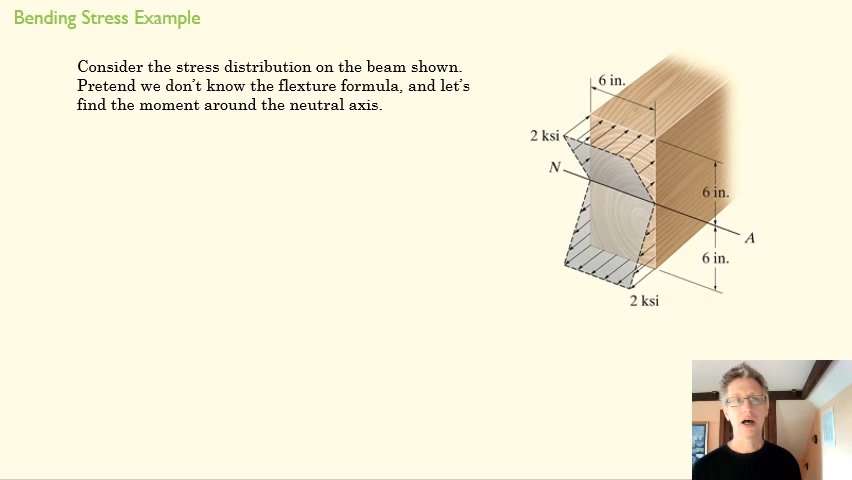 Bending Stress Example
Consider the stress distribution on the beam shown.
Pretend we don't know the flexture formula, and let's
find the moment around the neutral axis.
6 in.
2 ksi
N
6 in.
A
6 in.
2 ksi